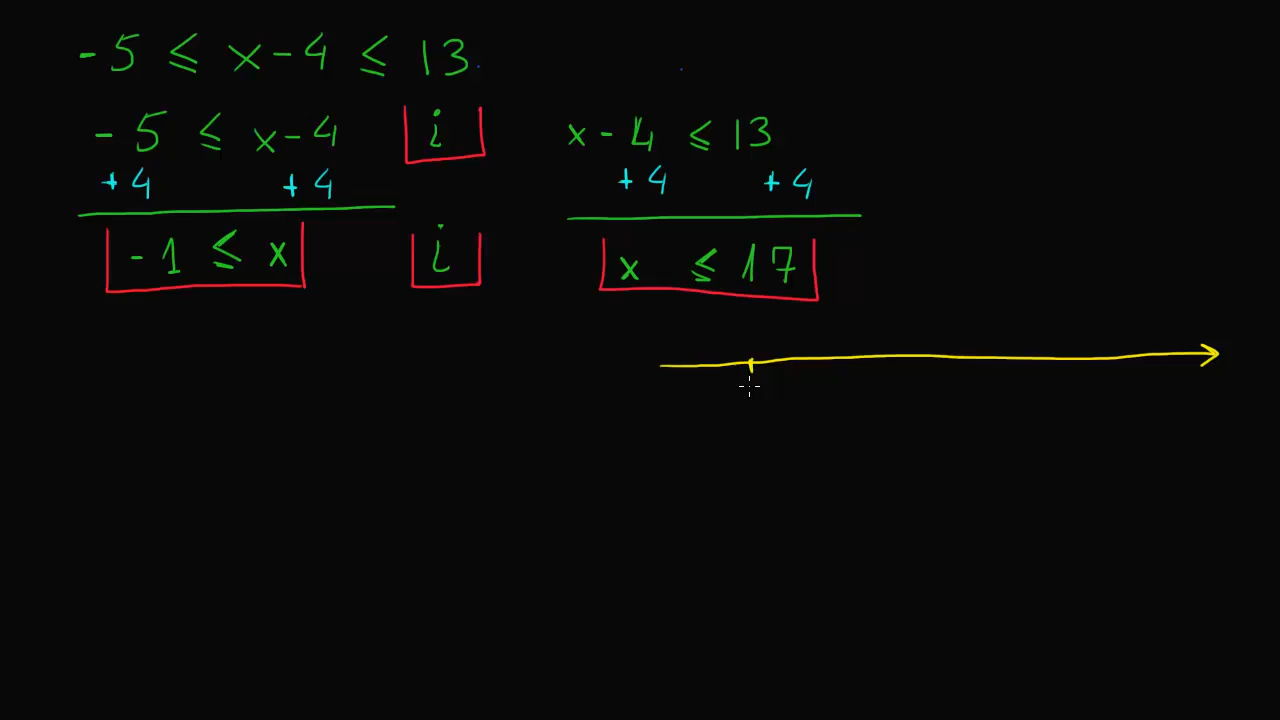 -5 ≤ x-4 ≤ 13
-5 ≤ x-4 i x-4 ≤ 13
+4 +4 +4 +4
-1 ≤ x i x ≤ 17